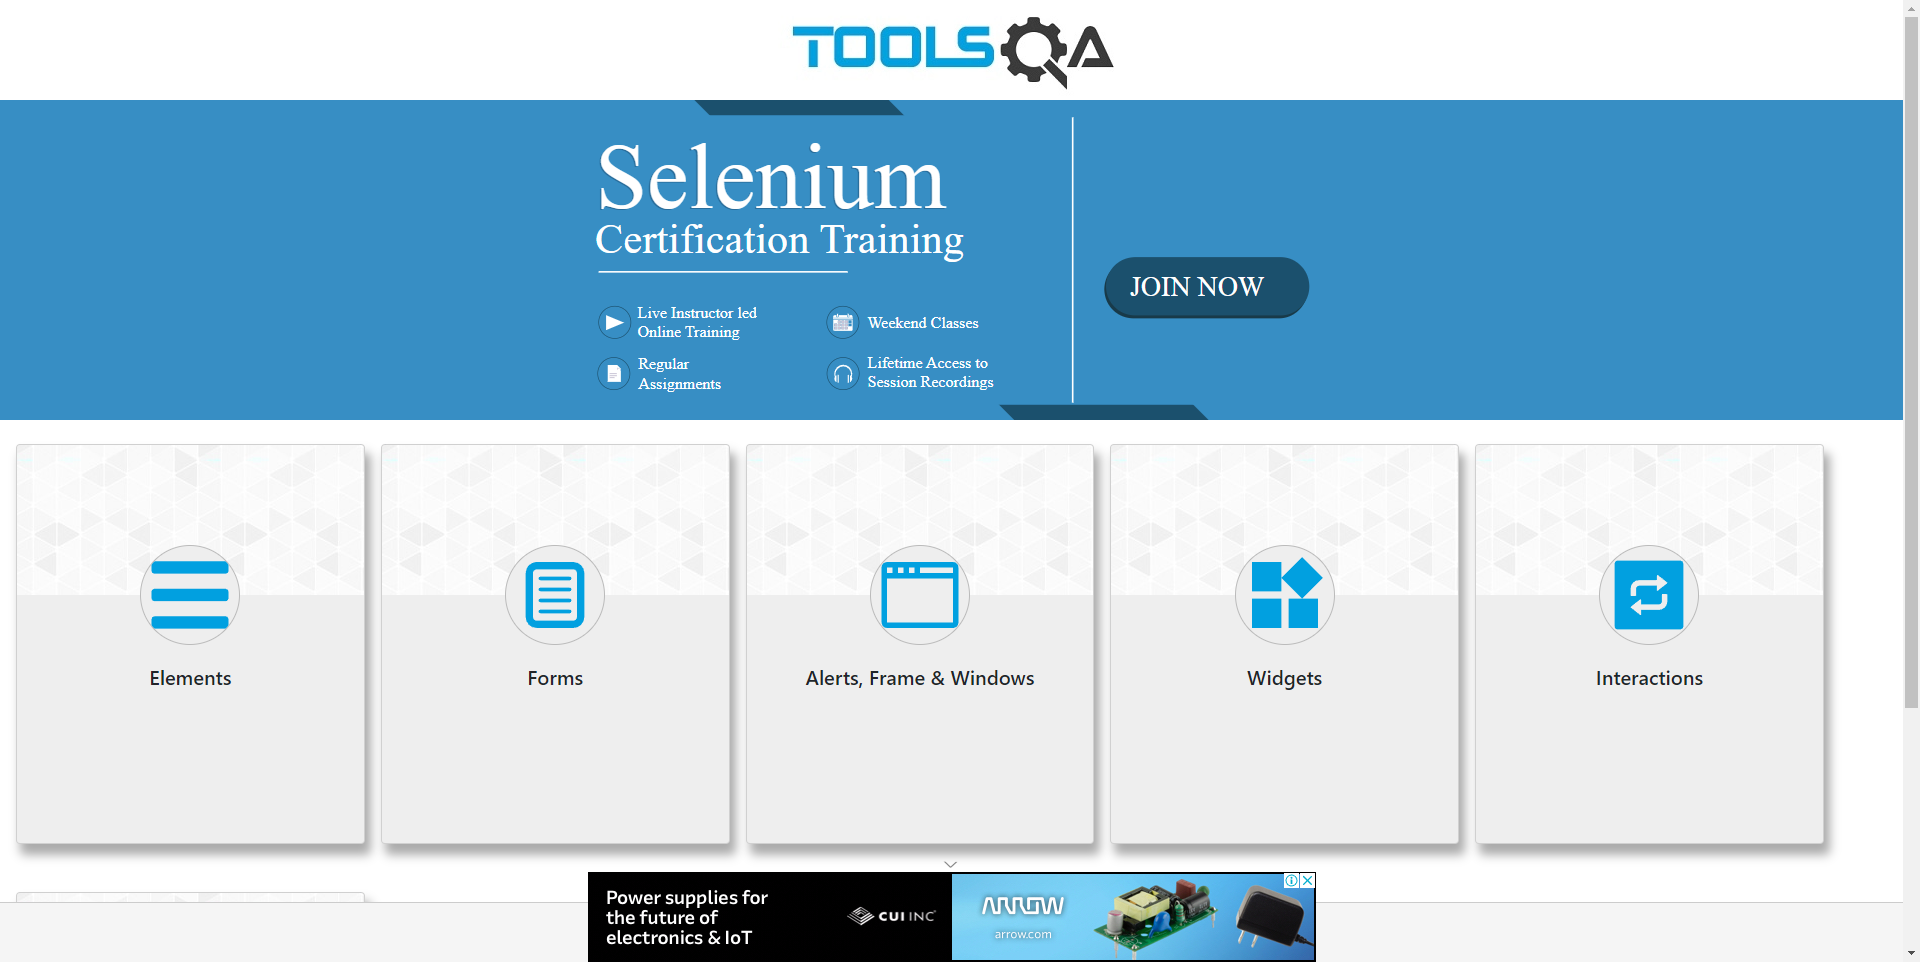 TOOLSQA
Selenium
Certification Training
Live Instructor led
Online Training
Weekend Classes
Regular
Assignments
Lifetime Access to
Session Recordings
JOIN NOW
Elements
Forms
Alerts, Frame & Windows
Widgets
Interactions
Power supplies for
the future of
electronics & IoT
CUI INC
ARROW
arrow.com